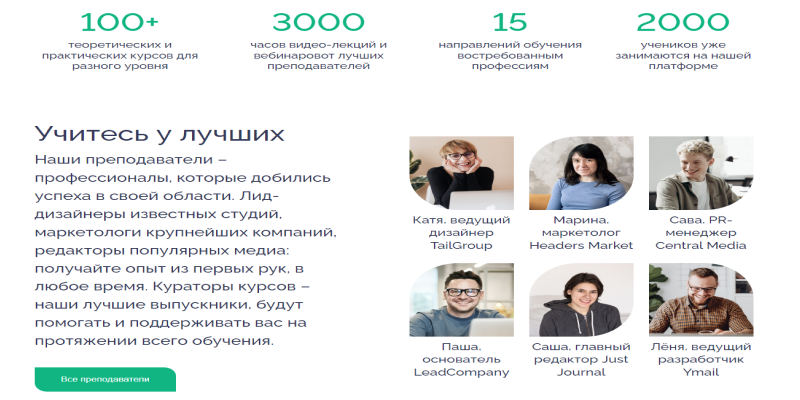 100+
теоретических и
практических курсов для
разного уровня
3000
часов видео-лекций и
вебинаровот лучших
преподавателей
15
направлений обучения
востребованным
профессиям
2000
учеников уже
занимаются на нашей
платформе
Учитесь у лучших
Наши преподаватели –
профессионалы, которые добились
успеха в своей области. Лид-
дизайнеры известных студий,
маркетологи крупнейших компаний,
редакторы популярных медиа:
получайте опыт из первых рук, в
любое время. Кураторы курсов –
наши лучшие выпускники, будут
помогать и поддерживать вас на
протяжении всего обучения.
Все преподаватели
Катя, ведущий
дизайнер
TailGroup
Марина,
маркетолог
Headers Market
Сава, PR-
менеджер
Central Media
Паша,
основатель
LeadCompany
Саша, главный
редактор Just
Journal
Лёня, ведущий
разработчик
Ymail